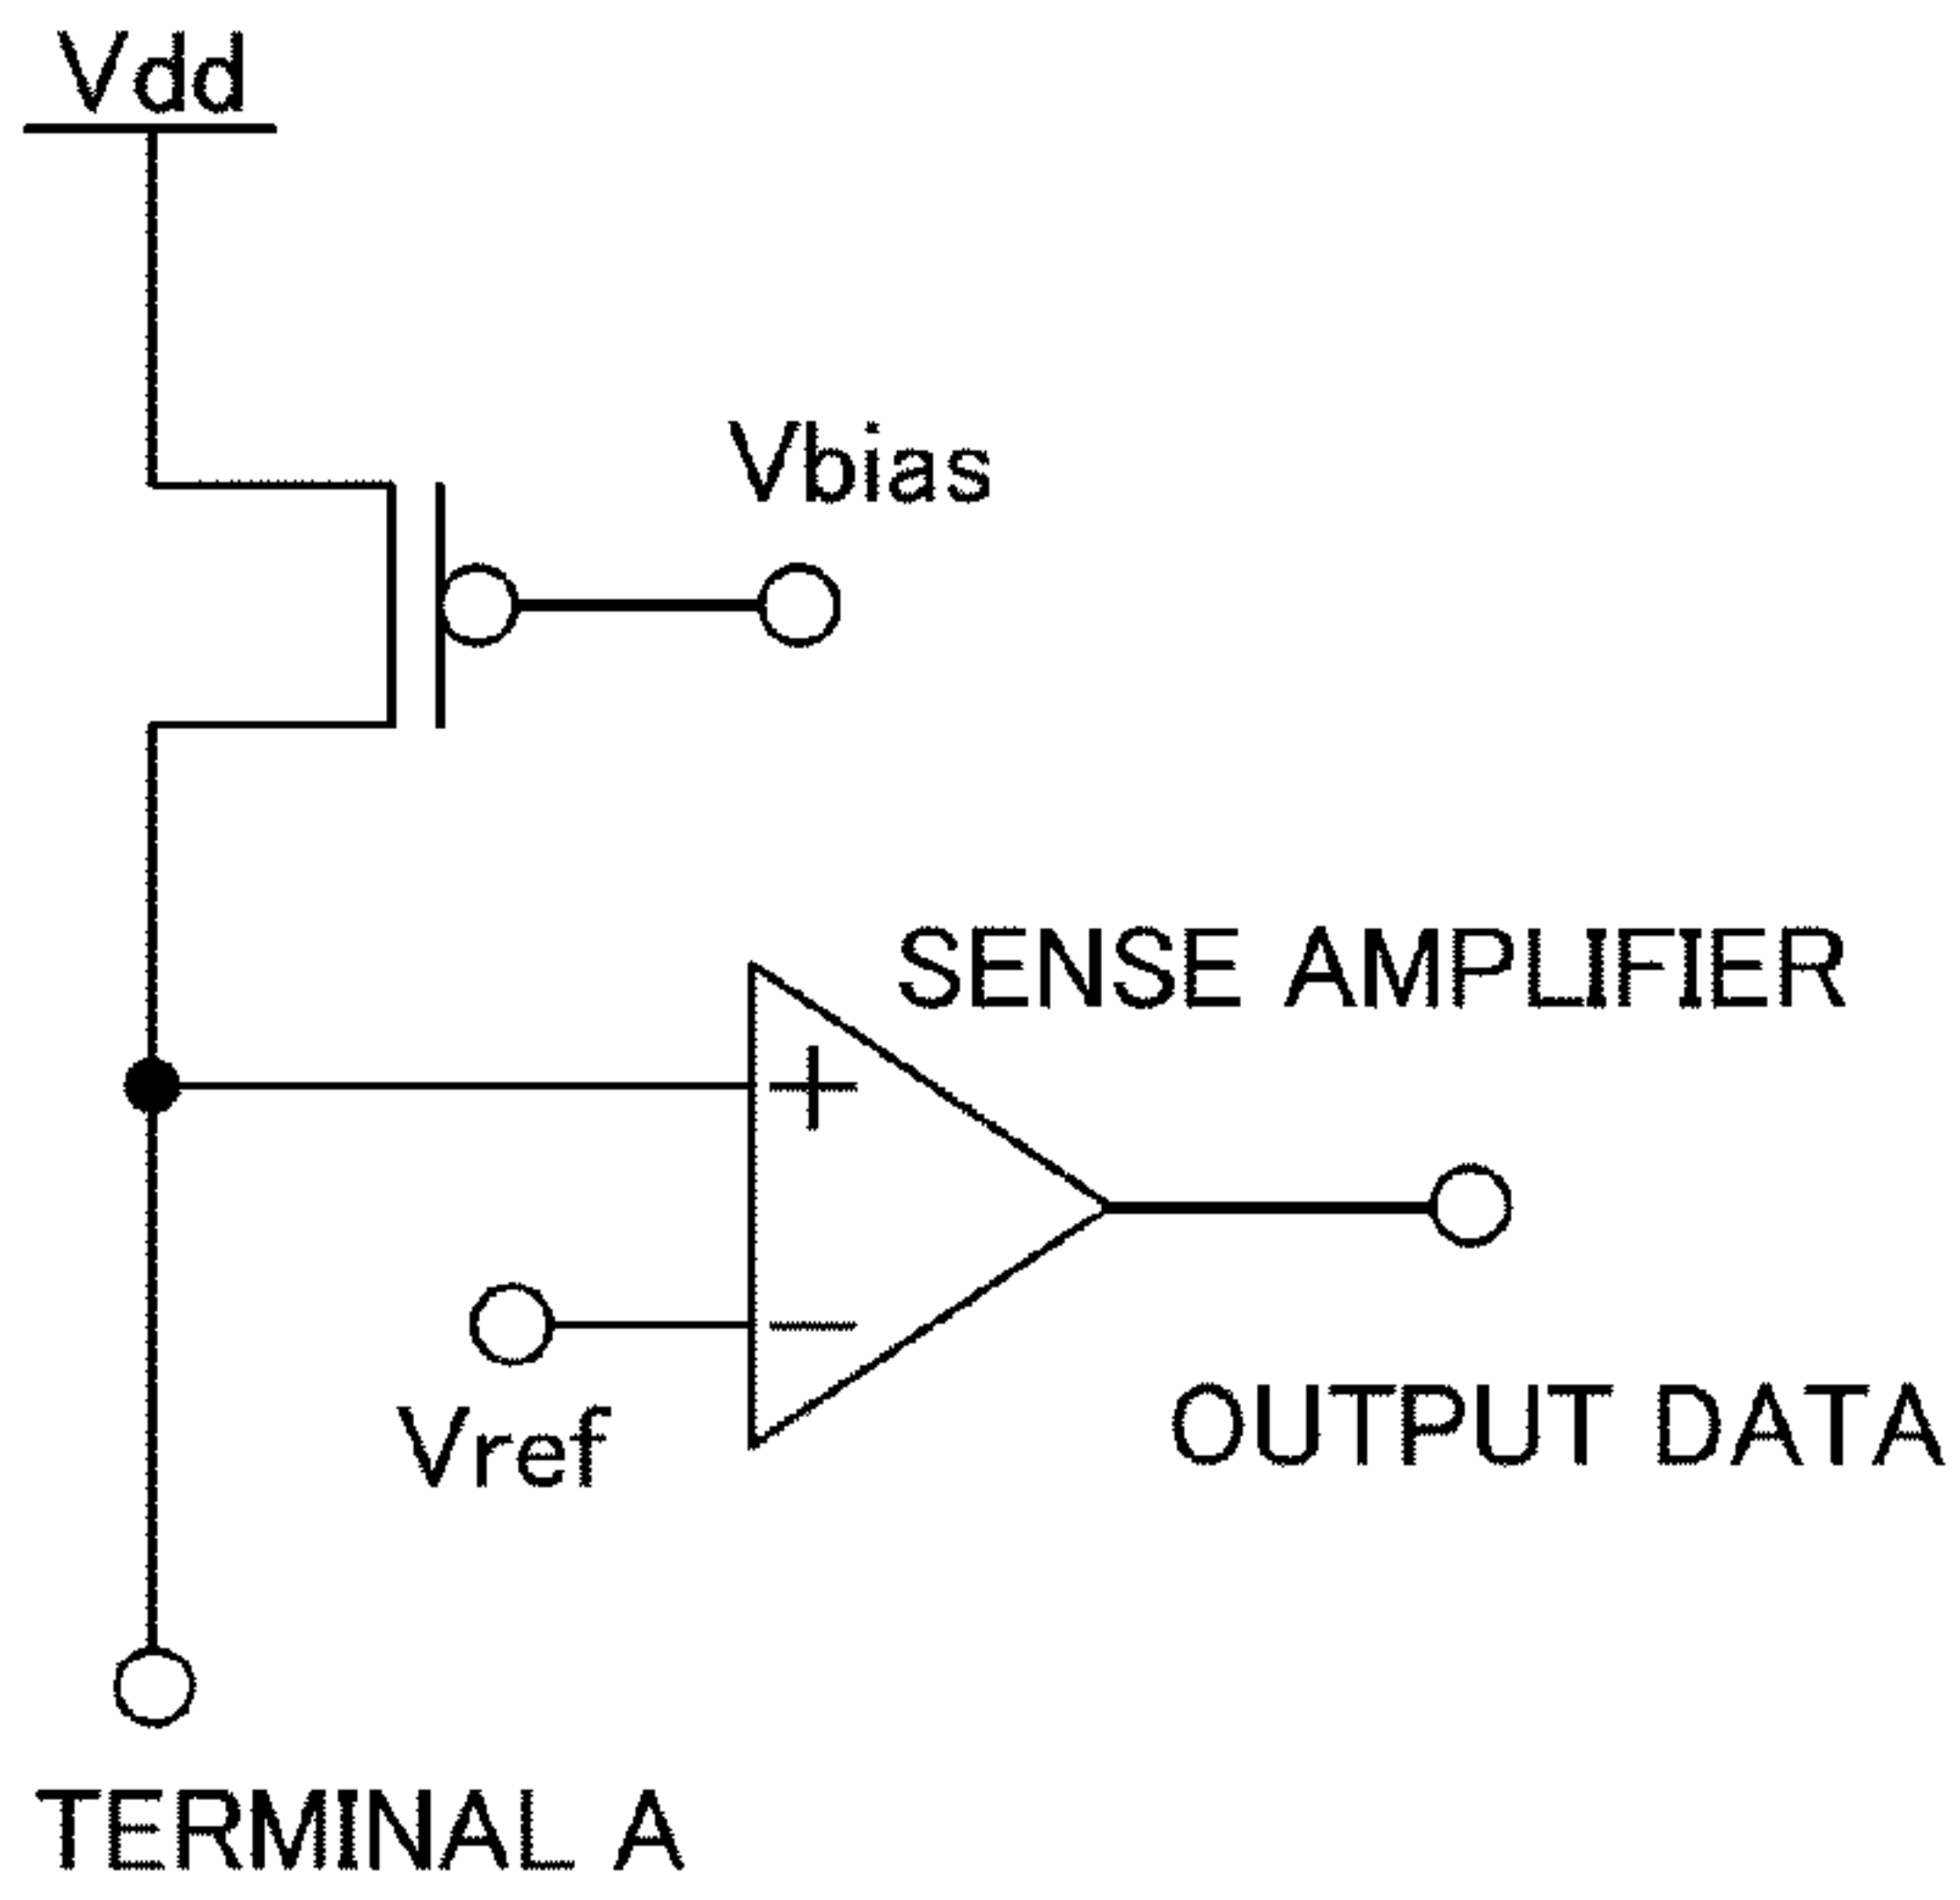 Vdd
Vbias
SENSE AMPLIFIER
+
−
Vref
OUTPUT DATA
TERMINAL A